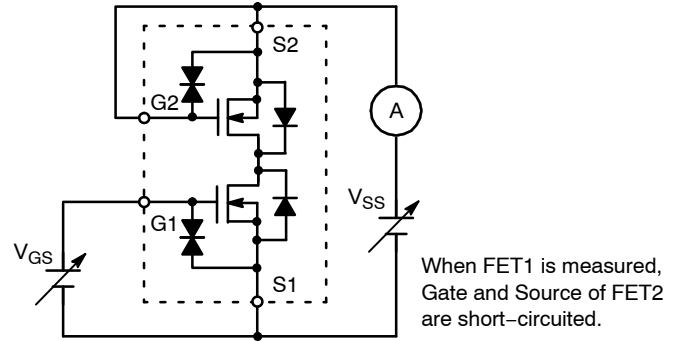 S2
G2
A
G1
VSS
VGS
S1
When FET1 is measured,
Gate and Source of FET2
are short−circuited.